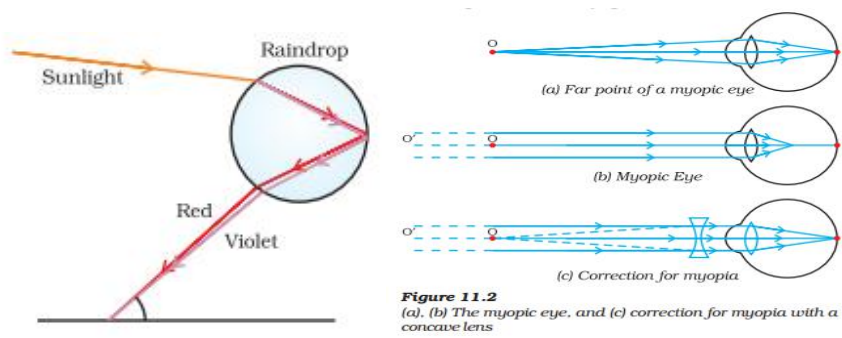 Raindrop
Sunlight
Red
Violet
O
(a) Far point of a myopic eye
O'
O
(b) Myopic Eye
O'
O
(c) Correction for myopia
Figure 11.2
(a), (b) The myopic eye, and (c) correction for myopia with a
concave lens